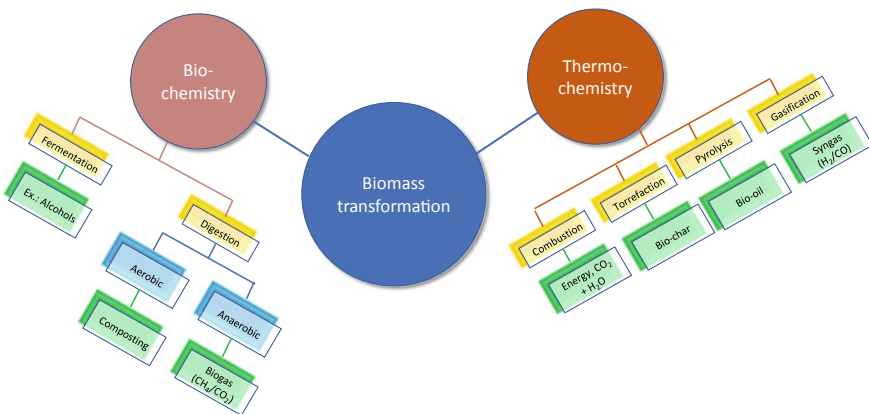 Bio-
chemistry
Thermo-
chemistry
Biomass
transformation
Fermentation
Ex.: Alcohols
Digestion
Aerobic
Composting
Anaerobic
Biogas
(CH₄/CO₂)
Combustion
Energy, CO₂
+ H₂O
Torrefaction
Bio-char
Pyrolysis
Bio-oil
Gasification
Syngas
(H₂/CO)